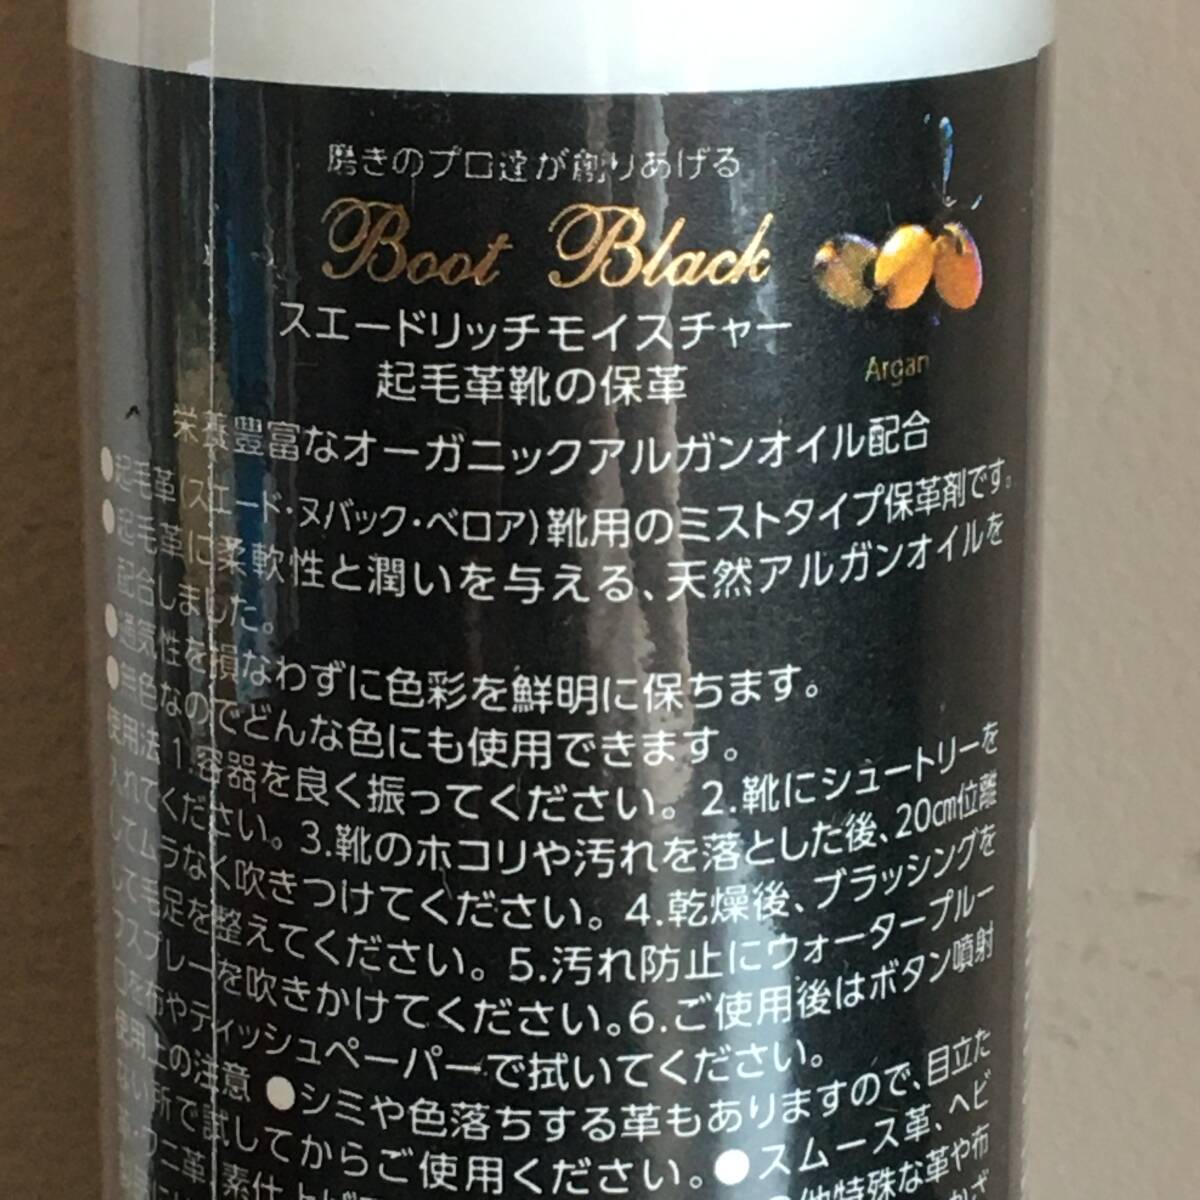 磨きのプロ達が創りあげる
Boot Black
スエードリッチモイスチャー
Argan
起毛革靴の保革
栄養豊富なオーガニックアルガンオイル配合
●起毛革(スエード・ヌバック・ベロア)靴用のミストタイプ保革剤です。
●起毛革に柔軟性と潤いを与える、天然アルガンオイルを
配合しました。
●通気性を損なわずに色彩を鮮明に保ちます。
●無色なのでどんな色にも使用できます。
使用法 1.容器を良く振ってください。2.靴にシュートリーを
入れてください。3.靴のホコリや汚れを落とした後、20cm位離
してムラなく吹きつけてください。4.乾燥後、ブラッシングを
して毛足を整えてください。5.汚れ防止にウォータープルー
フスプレーを吹きかけてください。6.ご使用後はボタン噴射
口を布やティッシュペーパーで拭いてください。
使用上の注意 ●シミや色落ちする革もありますので、目立た
ない所で試してからご使用ください。●スムース革、ヘビ
革・ワニ革、素仕上げ
他特殊な革や布